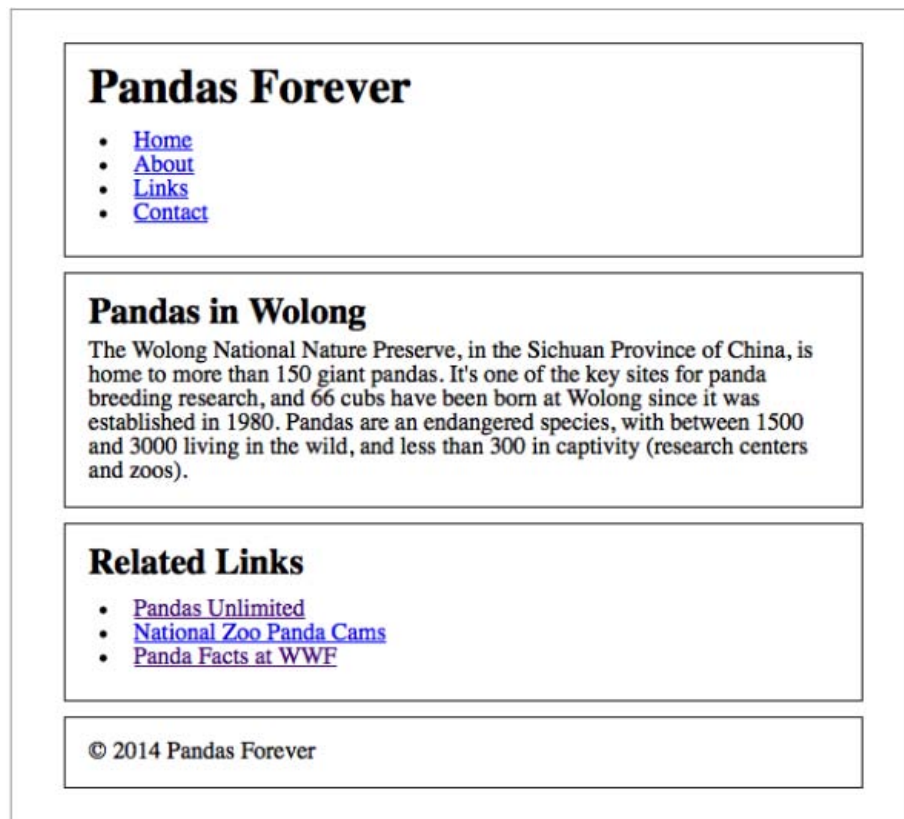 Pandas Forever
• Home
• About
• Links
• Contact
Pandas in Wolong
The Wolong National Nature Preserve, in the Sichuan Province of China, is
home to more than 150 giant pandas. It's one of the key sites for panda
breeding research, and 66 cubs have been born at Wolong since it was
established in 1980. Pandas are an endangered species, with between 1500
and 3000 living in the wild, and less than 300 in captivity (research centers
and zoos).
Related Links
• Pandas Unlimited
• National Zoo Panda Cams
• Panda Facts at WWF
© 2014 Pandas Forever